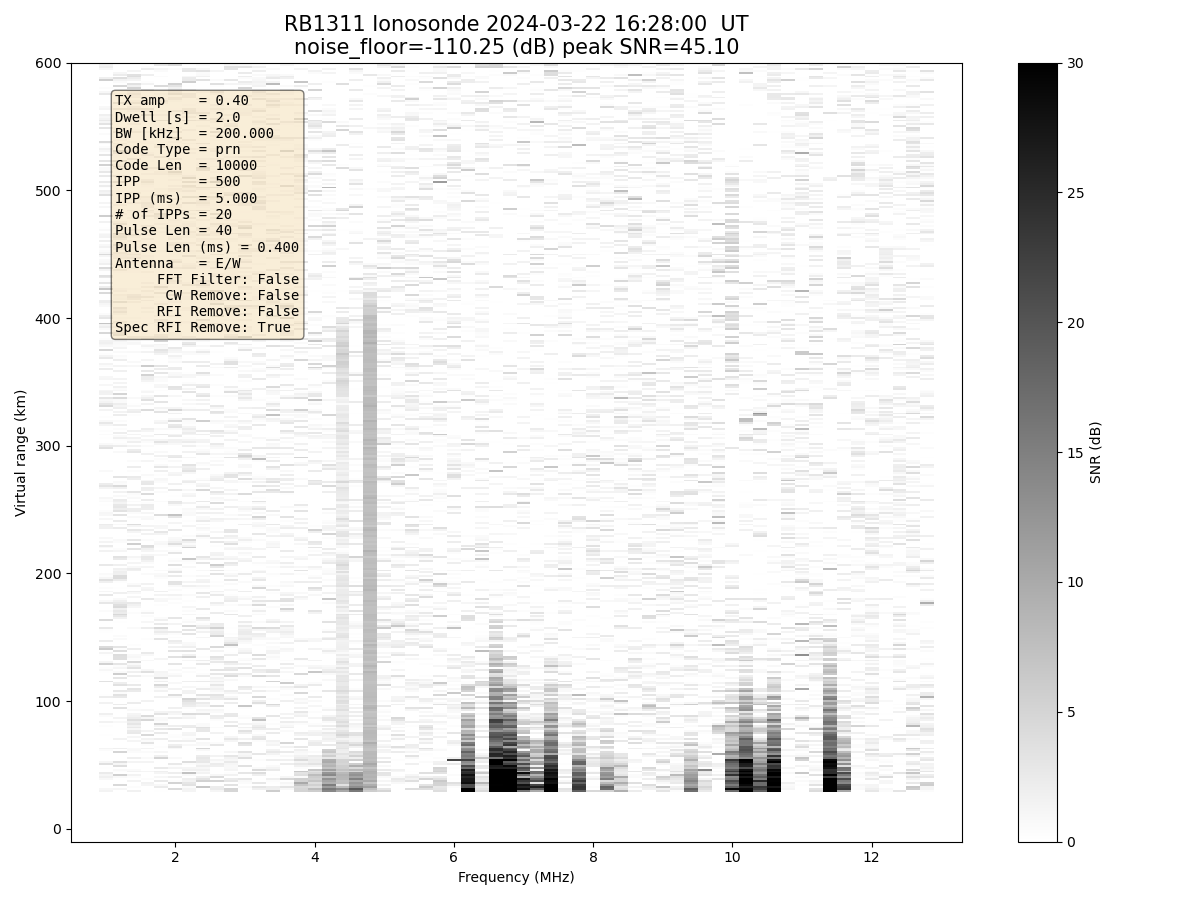 RB1311 Ionosonde 2024-03-22 16:28:00  UT
noise_floor=-110.25 (dB) peak SNR=45.10
TX amp    = 0.40
Dwell [s] = 2.0
BW [kHz]  = 200.000
Code Type = prn
Code Len  = 10000
IPP       = 500
IPP (ms)  = 5.000
# of IPPs = 20
Pulse Len = 40
Pulse Len (ms) = 0.400
Antenna   = E/W
FFT Filter: False
CW Remove: False
RFI Remove: False
Spec RFI Remove: True
600
500
400
300
200
100
0
Virtual range (km)
2 4 6 8 10 12
Frequency (MHz)
30
25
20
15
10
5
0
SNR (dB)